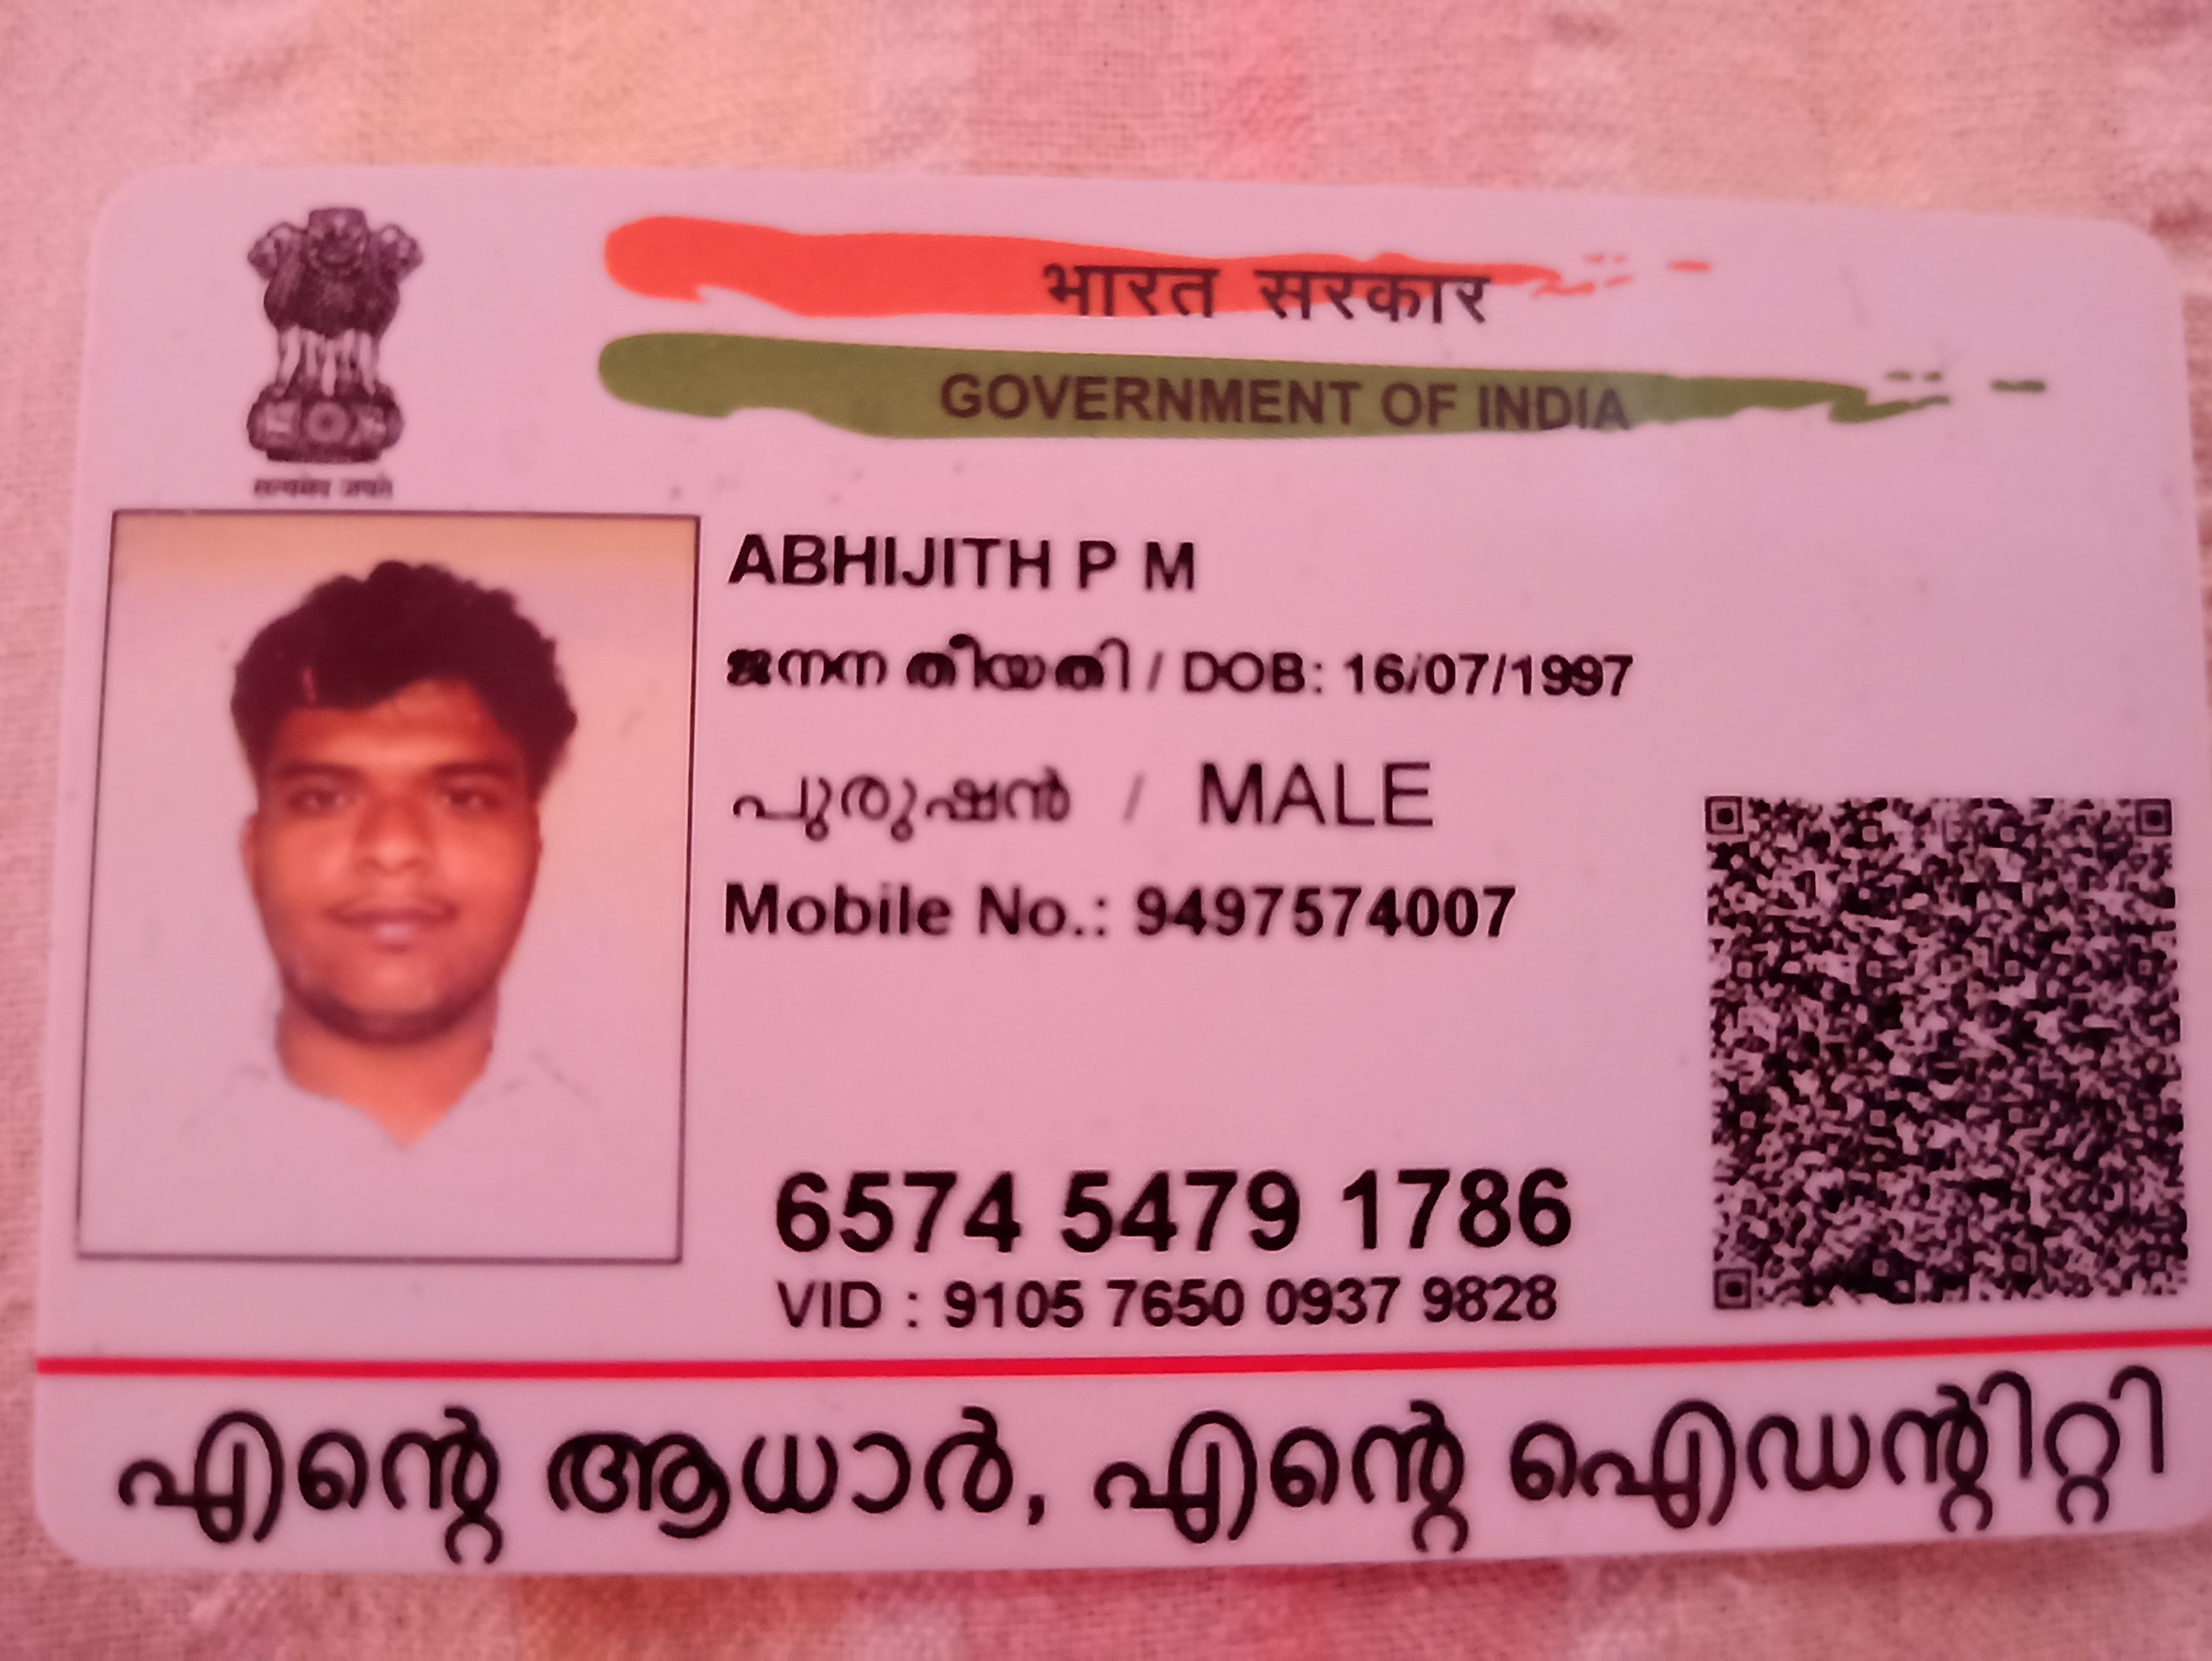 सत्यमेव जयते
भारत सरकार
GOVERNMENT OF INDIA
ABHIJITH P M
ജനന തീയതി / DOB: 16/07/1997
പുരുഷൻ / MALE
Mobile No.: 9497574007
6574 5479 1786
VID : 9105 7650 0937 9828
എന്റെ ആധാർ, എന്റെ ഐഡന്റിറ്റി